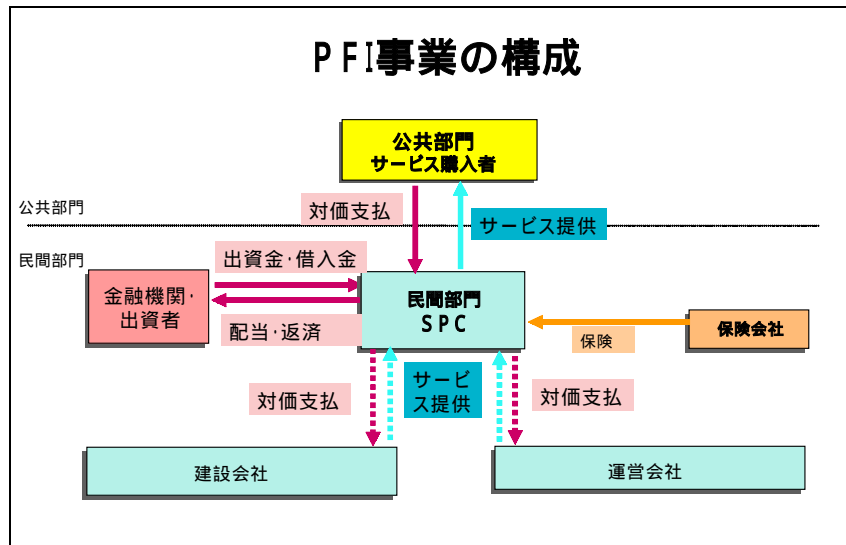 PFI事業の構成
公共部門
サービス購入者
公共部門
対価支払
サービス提供
民間部門
出資金・借入金
金融機関・
出資者
民間部門
SPC
保険会社
保険
配当・返済
対価支払
サービ
ス提供
対価支払
建設会社
運営会社